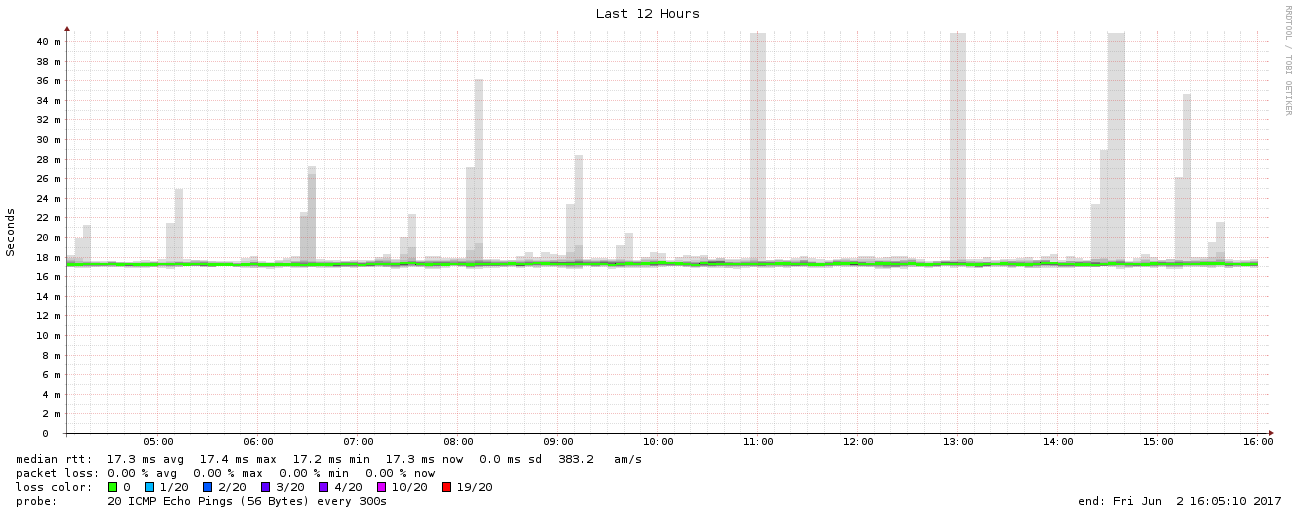 Last 12 Hours
RRDTOOL / TOBI OETIKER
Seconds
40 m
38 m
36 m
34 m
32 m
30 m
28 m
26 m
24 m
22 m
20 m
18 m
16 m
14 m
12 m
10 m
8 m
6 m
4 m
2 m
0
05:00 06:00 07:00 08:00 09:00 10:00 11:00 12:00 13:00 14:00 15:00 16:00
median rtt: 17.3 ms avg 17.4 ms max 17.2 ms min 17.3 ms now 0.0 ms sd 383.2 am/s
packet loss: 0.00 % avg 0.00 % max 0.00 % min 0.00 % now
loss color: 0 1/20 2/20 3/20 4/20 10/20 19/20
probe: 20 ICMP Echo Pings (56 Bytes) every 300s end: Fri Jun 2 16:05:10 2017